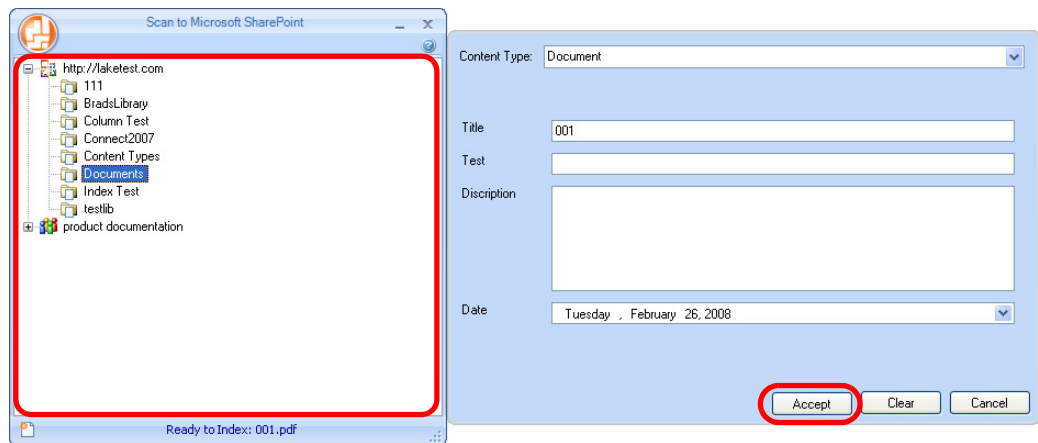 Scan to Microsoft SharePoint
http://laketest.com
111
BradsLibrary
Column Test
Connect2007
Content Types
Documents
Index Test
testlib
product documentation
Ready to Index: 001.pdf
Content Type: Document
Title 001
Test
Discription
Date Tuesday , February 26, 2008
Accept Clear Cancel